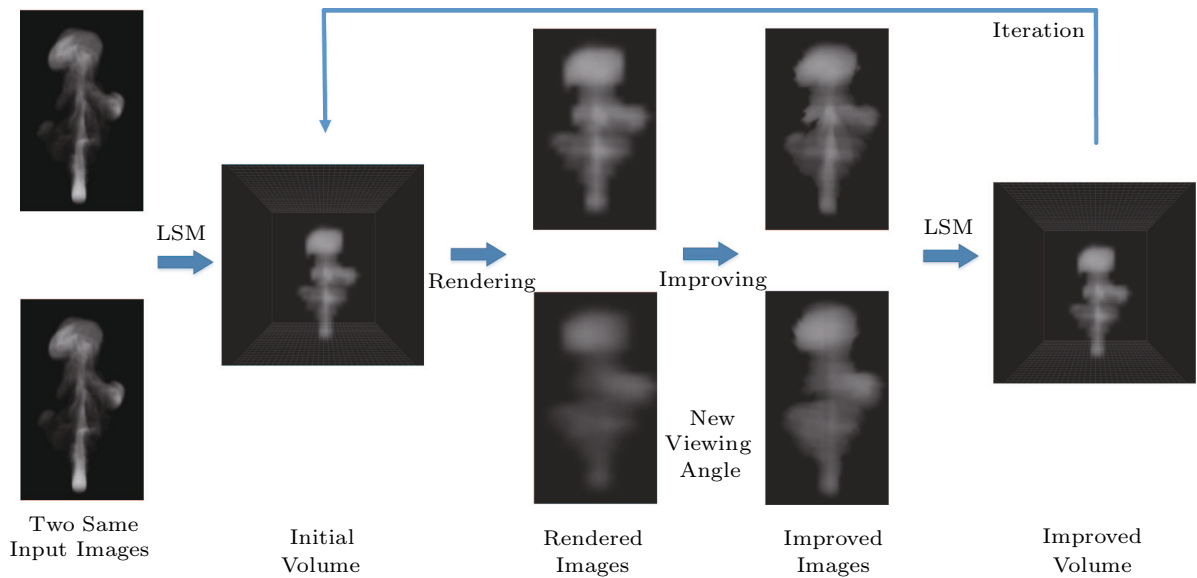 Iteration
LSM
Rendering
Improving
LSM
New
Viewing
Angle
Two Same
Input Images
Initial
Volume
Rendered
Images
Improved
Images
Improved
Volume